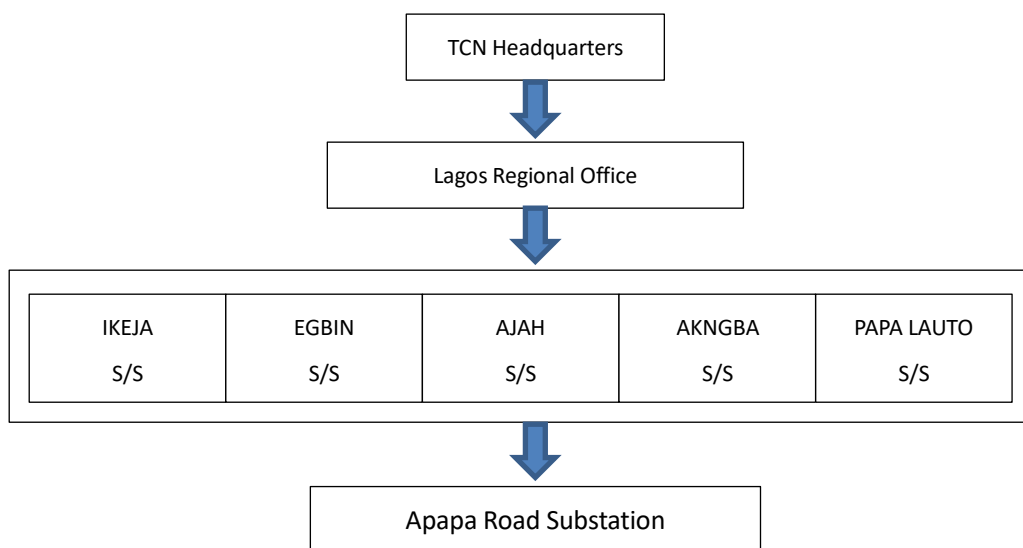 TCN Headquarters
Lagos Regional Office
IKEJA EGBIN AJAH AKNGBA PAPA LAUTO
S/S S/S S/S S/S S/S
Apapa Road Substation